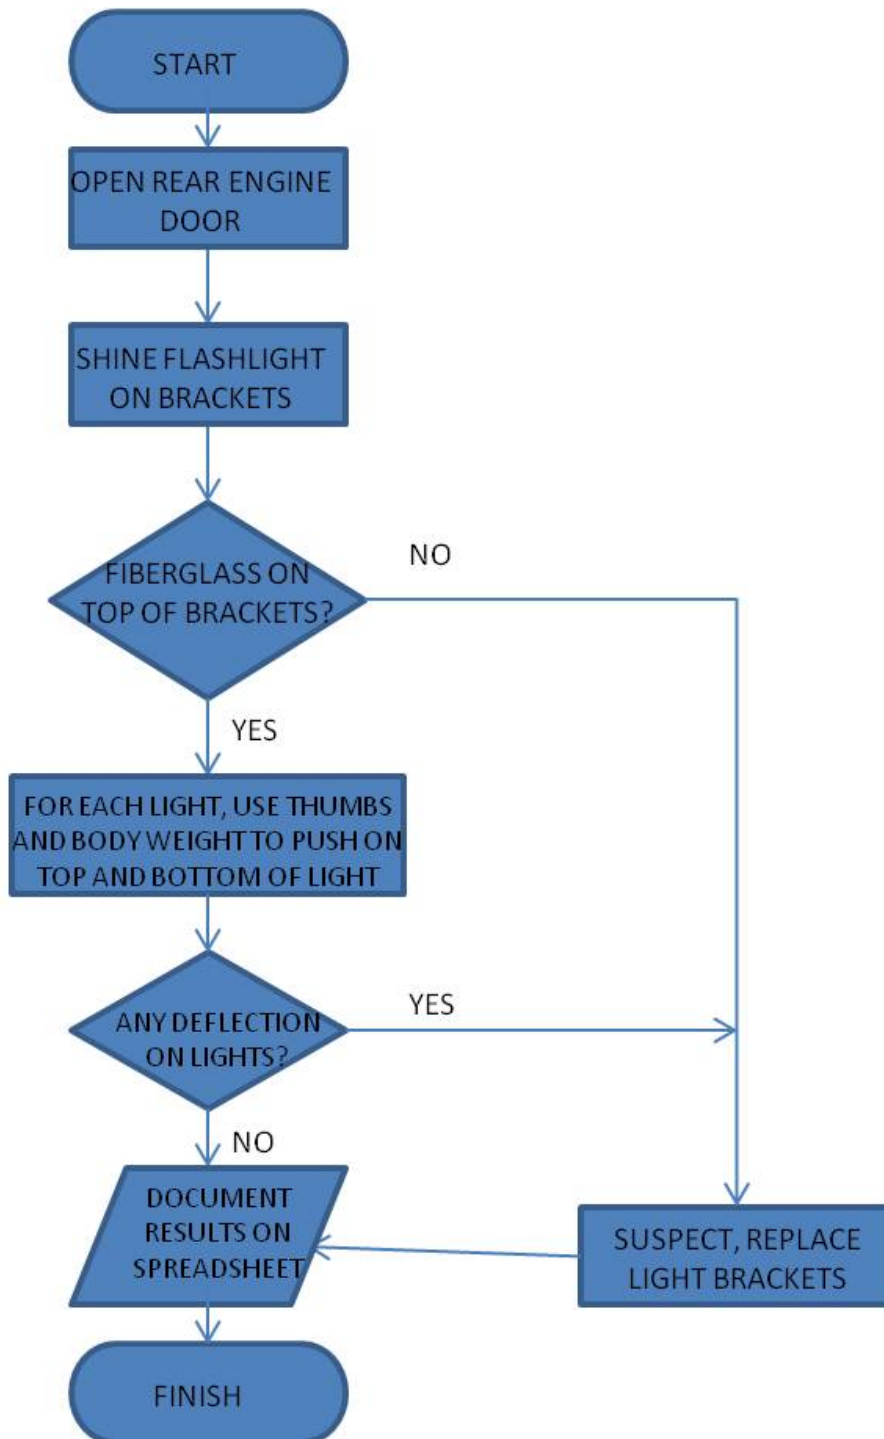 START
OPEN REAR ENGINE
DOOR
SHINE FLASHLIGHT
ON BRACKETS
FIBERGLASS ON
TOP OF BRACKETS?
NO
YES
FOR EACH LIGHT, USE THUMBS
AND BODY WEIGHT TO PUSH ON
TOP AND BOTTOM OF LIGHT
ANY DEFLECTION
ON LIGHTS?
YES
NO
DOCUMENT
RESULTS ON
SPREADSHEET
SUSPECT, REPLACE
LIGHT BRACKETS
FINISH